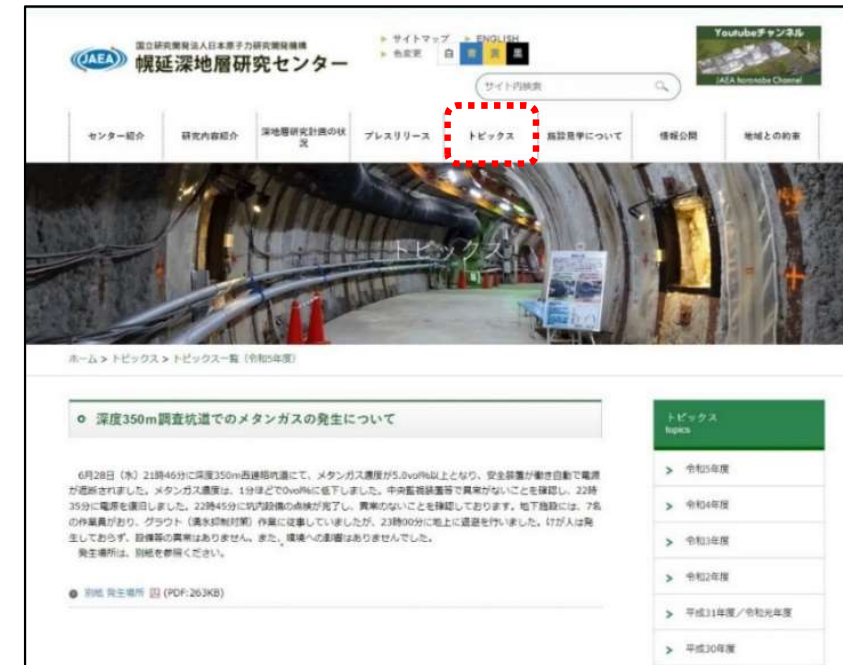 サイトマップ ENGLISH
国立研究開発法人日本原子力研究開発機構
(JAEA) 幌延深地層研究センター
色変更 白 青 黄 黒
Youtubeチャンネル
JAEA horonobe Channel
サイト内検索
センター紹介 研究内容紹介 深地層研究計画の状況 プレスリリース トピックス 施設見学について 情報公開 地域との約束
トピックス
ホーム > トピックス > トピックス一覧（令和5年度）
深度350m調査坑道でのメタンガスの発生について
トピックス
topics
6月28日（水）21時46分に深度350m西連絡坑道にて、メタンガス濃度が5.0vol%以上となり、安全装置が働き自動で電源
が遮断されました。メタンガス濃度は、1分ほどで0vol%に低下しました。中央監視装置等で異常がないことを確認し、22時
35分に電源を復旧しました。22時45分に坑内設備の点検が完了し、異常のないことを確認しております。地下施設には、7名
の作業員がおり、グラウト（湧水抑制対策）作業に従事していましたが、23時00分に地上に退避を行いました。けが人は発
生しておらず、設備等の異常はありません。また、環境への影響はありませんでした。
発生場所は、別紙を参照ください。
別紙 発生場所 (PDF:263KB)
令和5年度
令和4年度
令和3年度
令和2年度
平成31年度／令和元年度
平成30年度